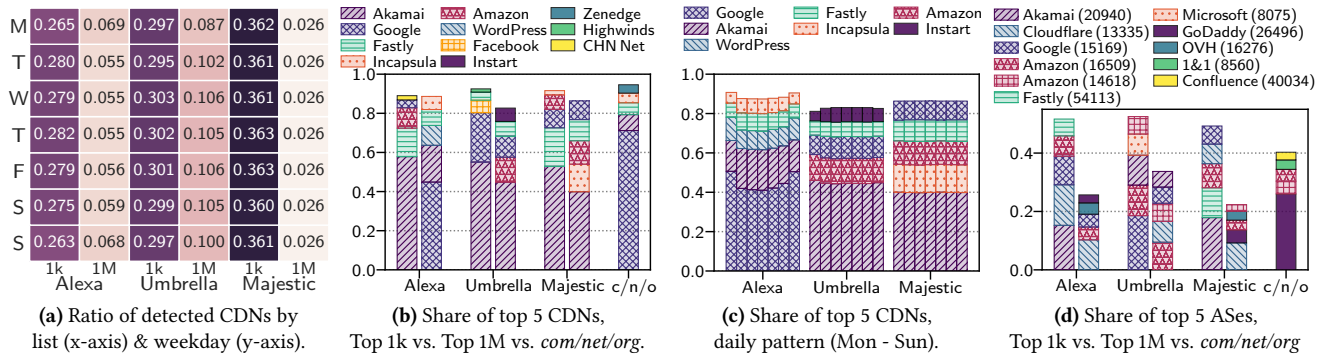 M 0.265 0.069 0.297 0.087 0.362 0.026
T 0.280 0.055 0.295 0.102 0.361 0.026
W 0.279 0.055 0.303 0.106 0.361 0.026
T 0.282 0.055 0.302 0.105 0.363 0.026
F 0.279 0.056 0.301 0.106 0.363 0.026
S 0.275 0.059 0.299 0.105 0.360 0.026
S 0.263 0.068 0.297 0.100 0.361 0.026
1k 1M 1k 1M 1k 1M
Alexa Umbrella Majestic
(a) Ratio of detected CDNs by
list (x-axis) & weekday (y-axis).
Akamai Amazon Zenedge
Google WordPress Highwinds
Fastly Facebook CHN Net
Incapsula Instart
1.0
0.8
0.6
0.4
0.2
0.0
Alexa Umbrella Majestic c/n/o
(b) Share of top 5 CDNs,
Top 1k vs. Top 1M vs. com/net/org.
Google Fastly Amazon
Akamai Incapsula Instart
WordPress
1.0
0.8
0.6
0.4
0.2
0.0
Alexa Umbrella Majestic
(c) Share of top 5 CDNs,
daily pattern (Mon - Sun).
Akamai (20940) Microsoft (8075)
Cloudflare (13335) GoDaddy (26496)
Google (15169) OVH (16276)
Amazon (16509) 1&1 (8560)
Amazon (14618) Confluence (40034)
Fastly (54113)
0.4
0.2
0.0
Alexa Umbrella Majestic c/n/o
(d) Share of top 5 ASes,
Top 1k vs. Top 1M vs. com/net/org